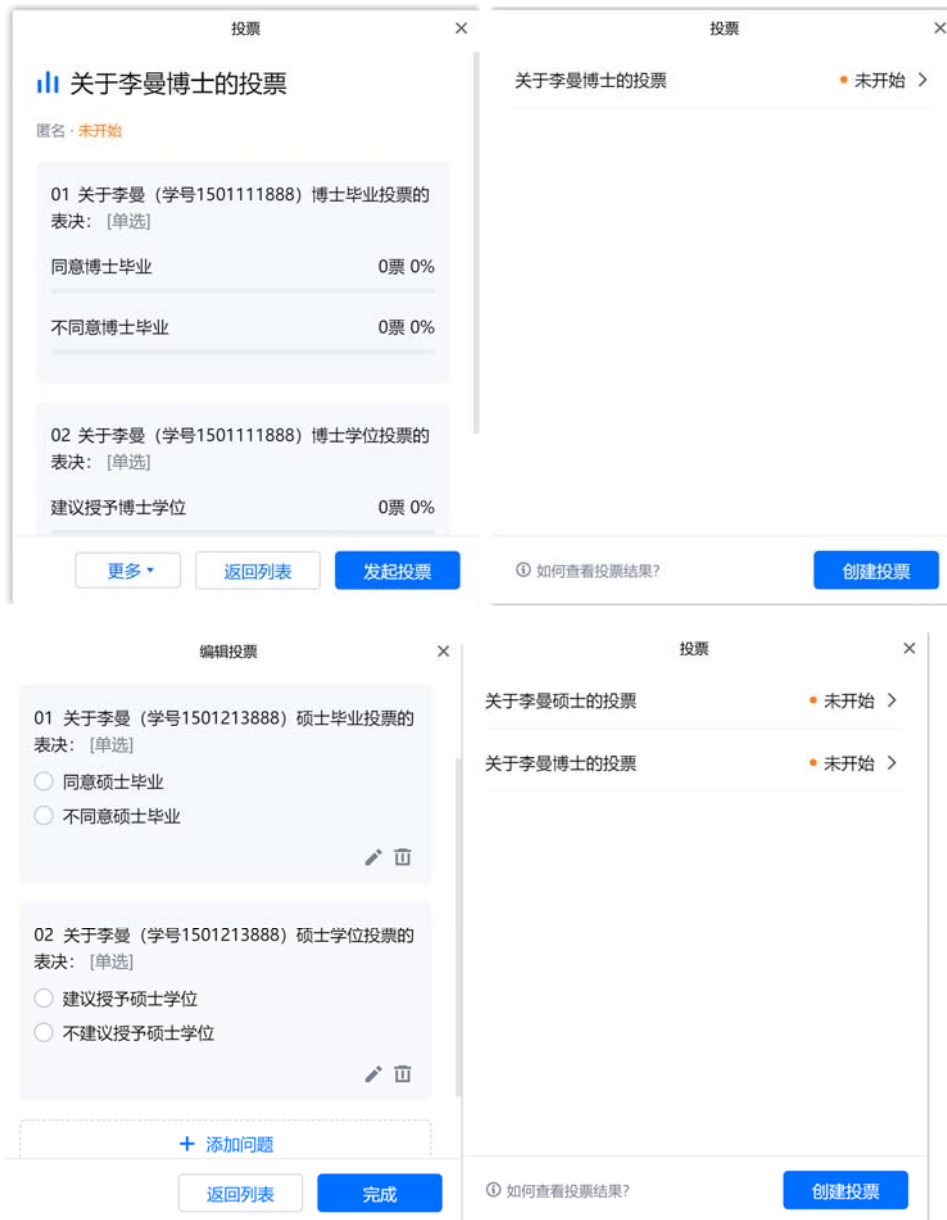 投票
关于李曼博士的投票
匿名 · 未开始
01 关于李曼（学号1501111888）博士毕业投票的
表决： [单选]
同意博士毕业 0票 0%
不同意博士毕业 0票 0%
02 关于李曼（学号1501111888）博士学位投票的
表决： [单选]
建议授予博士学位 0票 0%
更多 返回列表 发起投票
投票
关于李曼博士的投票 未开始
如何查看投票结果? 创建投票
编辑投票
01 关于李曼（学号1501213888）硕士毕业投票的
表决： [单选]
同意硕士毕业
不同意硕士毕业
02 关于李曼（学号1501213888）硕士学位投票的
表决： [单选]
建议授予硕士学位
不建议授予硕士学位
+ 添加问题
返回列表 完成
投票
关于李曼硕士的投票 未开始
关于李曼博士的投票 未开始
如何查看投票结果? 创建投票